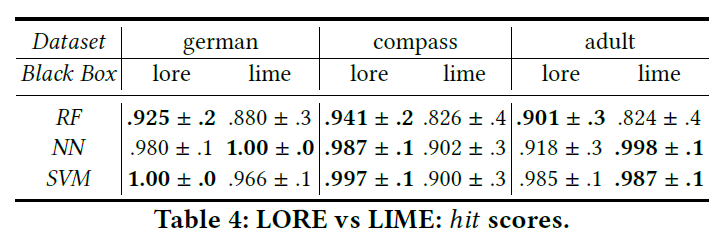 Dataset german compass adult
Black Box lore lime lore lime lore lime
RF .925 ± .2 .880 ± .3 .941 ± .2 .826 ± .4 .901 ± .3 .824 ± .4
NN .980 ± .1 1.00 ± .0 .987 ± .1 .902 ± .3 .918 ± .3 .998 ± .1
SVM 1.00 ± .0 .966 ± .1 .997 ± .1 .900 ± .3 .985 ± .1 .987 ± .1
Table 4: LORE vs LIME: hit scores.